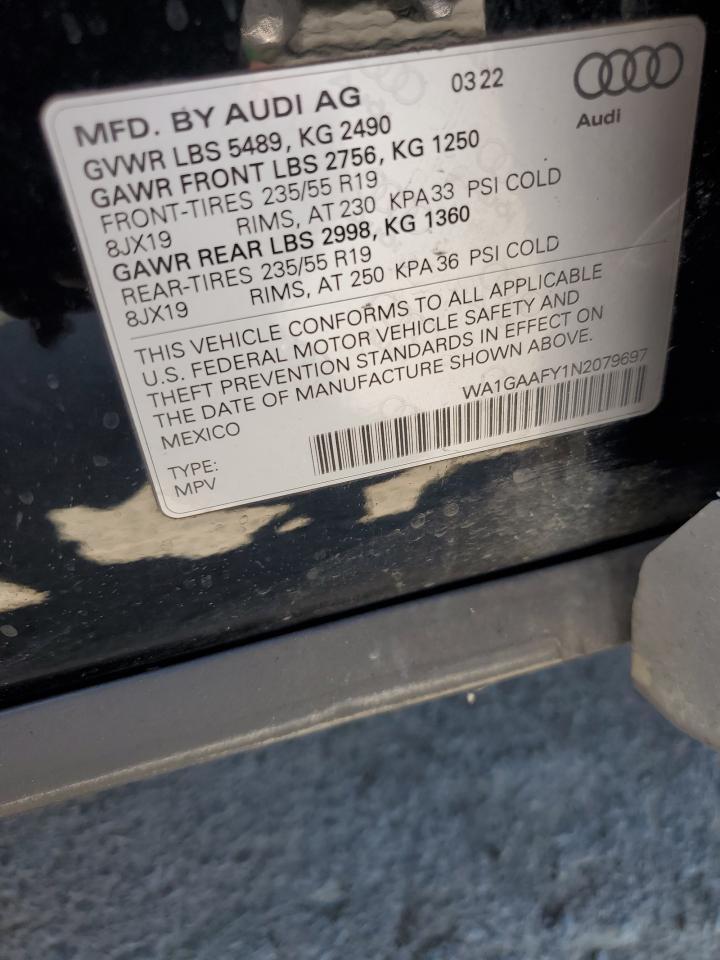 MFD. BY AUDI AG 03 22
Audi
GVWR LBS 5489, KG 2490
GAWR FRONT LBS 2756, KG 1250
FRONT-TIRES 235/55 R19
8JX19 RIMS, AT 230 KPA 33 PSI COLD
GAWR REAR LBS 2998, KG 1360
REAR-TIRES 235/55 R19
8JX19 RIMS, AT 250 KPA 36 PSI COLD
THIS VEHICLE CONFORMS TO ALL APPLICABLE
U.S. FEDERAL MOTOR VEHICLE SAFETY AND
THEFT PREVENTION STANDARDS IN EFFECT ON
THE DATE OF MANUFACTURE SHOWN ABOVE.
MEXICO WA1GAAFY1N2079697
TYPE:
MPV